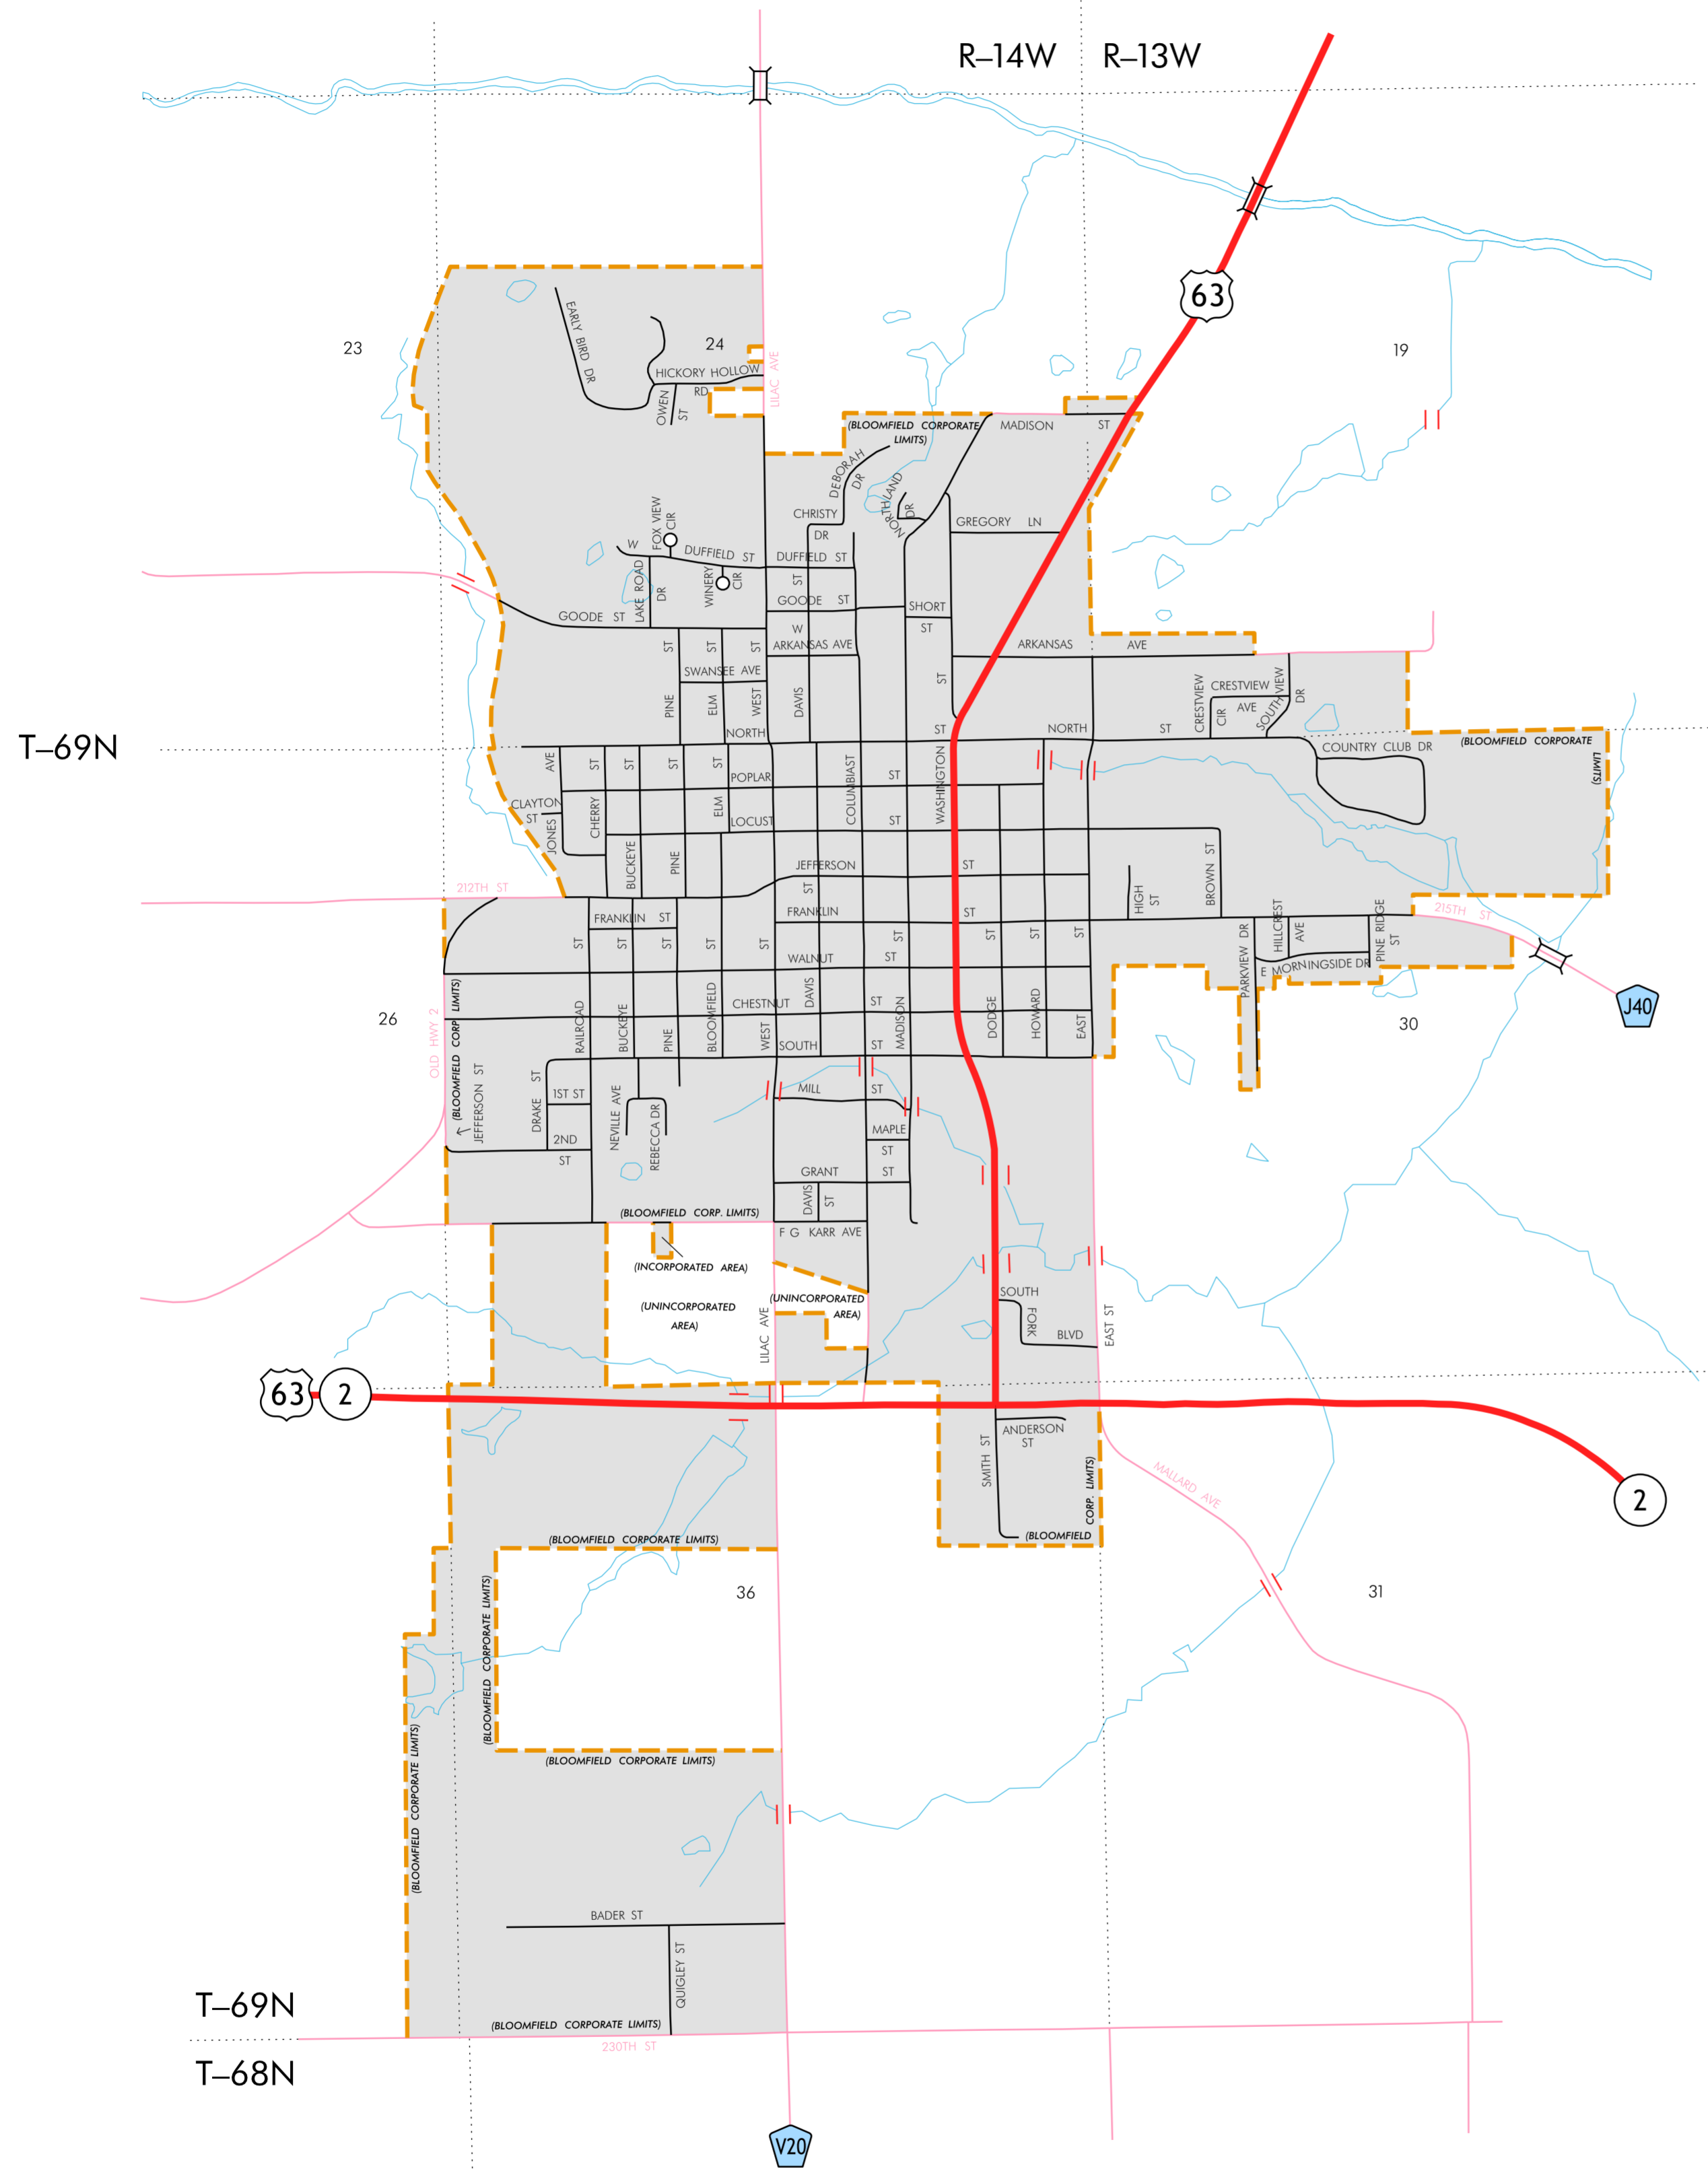 R–14W
R–13W
63
23
24
19
EARLY BIRD DR
HICKORY HOLLOW
RD
OWEN
ST
LILAC AVE
(BLOOMFIELD CORPORATE
LIMITS)
MADISON ST
DEBORAH
DR
NORTHLAND
DR
CHRISTY
DR
GREGORY LN
FOX VIEW
CIR
W
DUFFIELD ST
DUFFIELD ST
LAKE ROAD
DR
WINERY
CIR
ST
GOODE ST
GOODE ST
SHORT
ST
W
ARKANSAS AVE
ARKANSAS AVE
ST
ST
ST
SWANSEE AVE
PINE
ELM
WEST
DAVIS
ST
CRESTVIEW
CIR
CRESTVIEW
AVE
SOUTHVIEW
DR
T–69N
NORTH
ST
NORTH
ST
COUNTRY CLUB DR
(BLOOMFIELD CORPORATE
LIMITS)
AVE
ST
ST
ST
ST
POPLAR
ST
COLUMBIA ST
WASHINGTON
CLAYTON
ST
JONES
CHERRY
ELM
LOCUST
ST
BUCKEYE
PINE
JEFFERSON
ST
ST
BROWN ST
HIGH
ST
212TH ST
FRANKLIN ST
FRANKLIN
ST
215TH ST
ST
ST
ST
ST
ST
ST
ST
ST
ST
WALNUT
ST
PARKVIEW DR
HILLCREST
AVE
PINE RIDGE
ST
E MORNINGSIDE DR
J40
26
30
OLD HWY 2
(BLOOMFIELD CORP. LIMITS)
RAILROAD
BUCKEYE
PINE
BLOOMFIELD
CHESTNUT
ST
DAVIS
MADISON
DODGE
HOWARD
EAST
WEST
SOUTH
ST
JEFFERSON ST
DRAKE ST
1ST ST
2ND
ST
NEVILLE AVE
REBECCA DR
MILL
ST
MAPLE
ST
GRANT
ST
DAVIS
ST
(BLOOMFIELD CORP. LIMITS)
F G KARR AVE
(INCORPORATED AREA)
(UNINCORPORATED
AREA)
(UNINCORPORATED
AREA)
LILAC AVE
SOUTH
FORK
BLVD
EAST ST
63
2
ANDERSON
ST
SMITH ST
CORP. LIMITS)
(BLOOMFIELD
MALLARD AVE
2
(BLOOMFIELD CORPORATE LIMITS)
36
31
(BLOOMFIELD CORPORATE LIMITS)
(BLOOMFIELD CORPORATE LIMITS)
(BLOOMFIELD CORPORATE LIMITS)
BADER ST
QUIGLEY ST
T–69N
(BLOOMFIELD CORPORATE LIMITS)
230TH ST
T–68N
V20